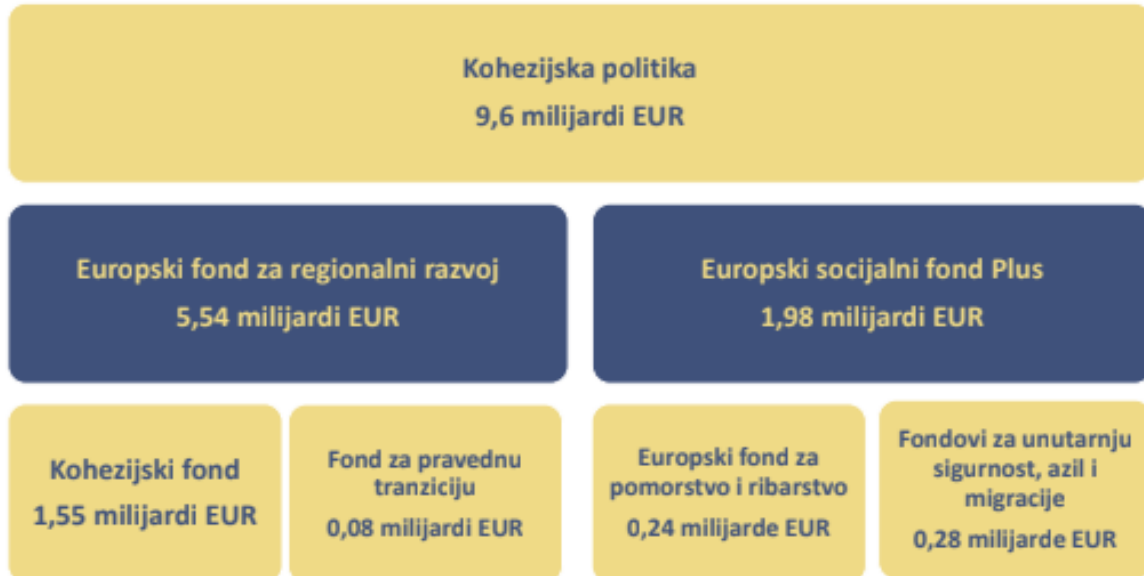 Kohezijska politika
9,6 milijardi EUR
Europski fond za regionalni razvoj
5,54 milijardi EUR
Europski socijalni fond Plus
1,98 milijardi EUR
Kohezijski fond
1,55 milijardi EUR
Fond za pravednu
tranziciju
0,08 milijardi EUR
Europski fond za
pomorstvo i ribarstvo
0,24 milijarde EUR
Fondovi za unutarnju
sigurnost, azil i
migracije
0,28 milijarde EUR